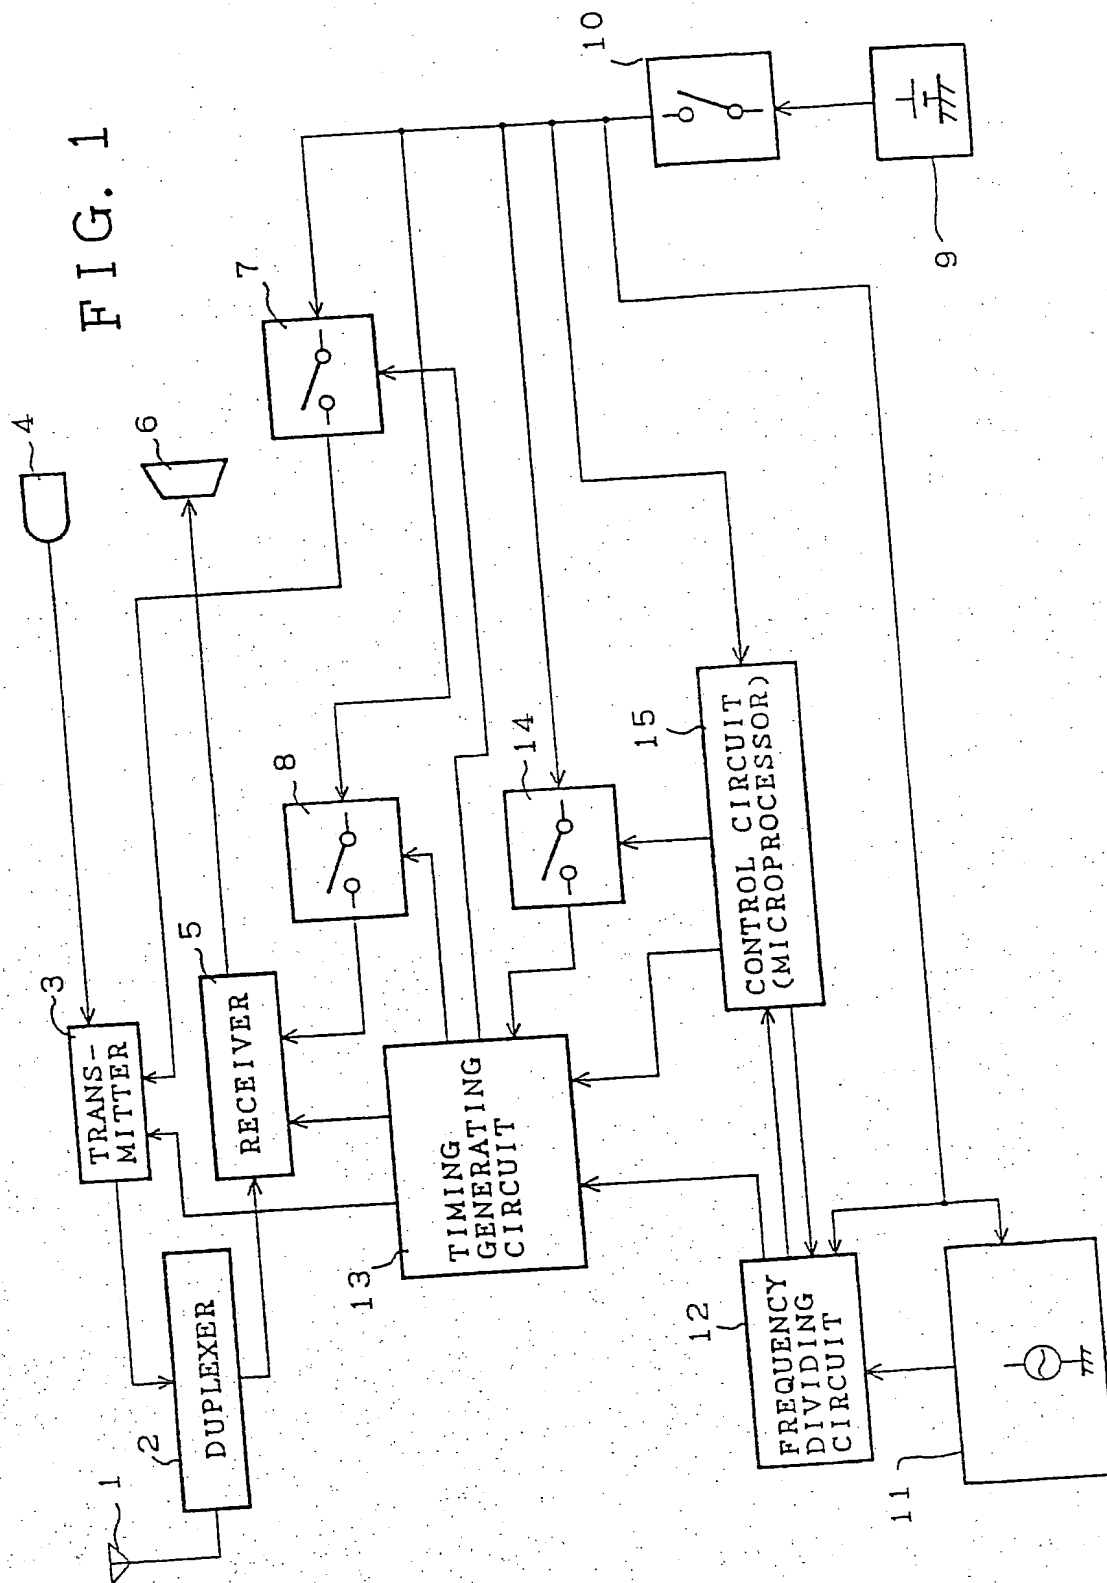 FIG. 1
1
2
DUPLEXER
3
TRANS-
MITTER
4
5
RECEIVER
6
7
8
9
10
11
12
FREQUENCY
DIVIDING
CIRCUIT
13
TIMING
GENERATING
CIRCUIT
14
15
CONTROL CIRCUIT
(MICROPROCESSOR)